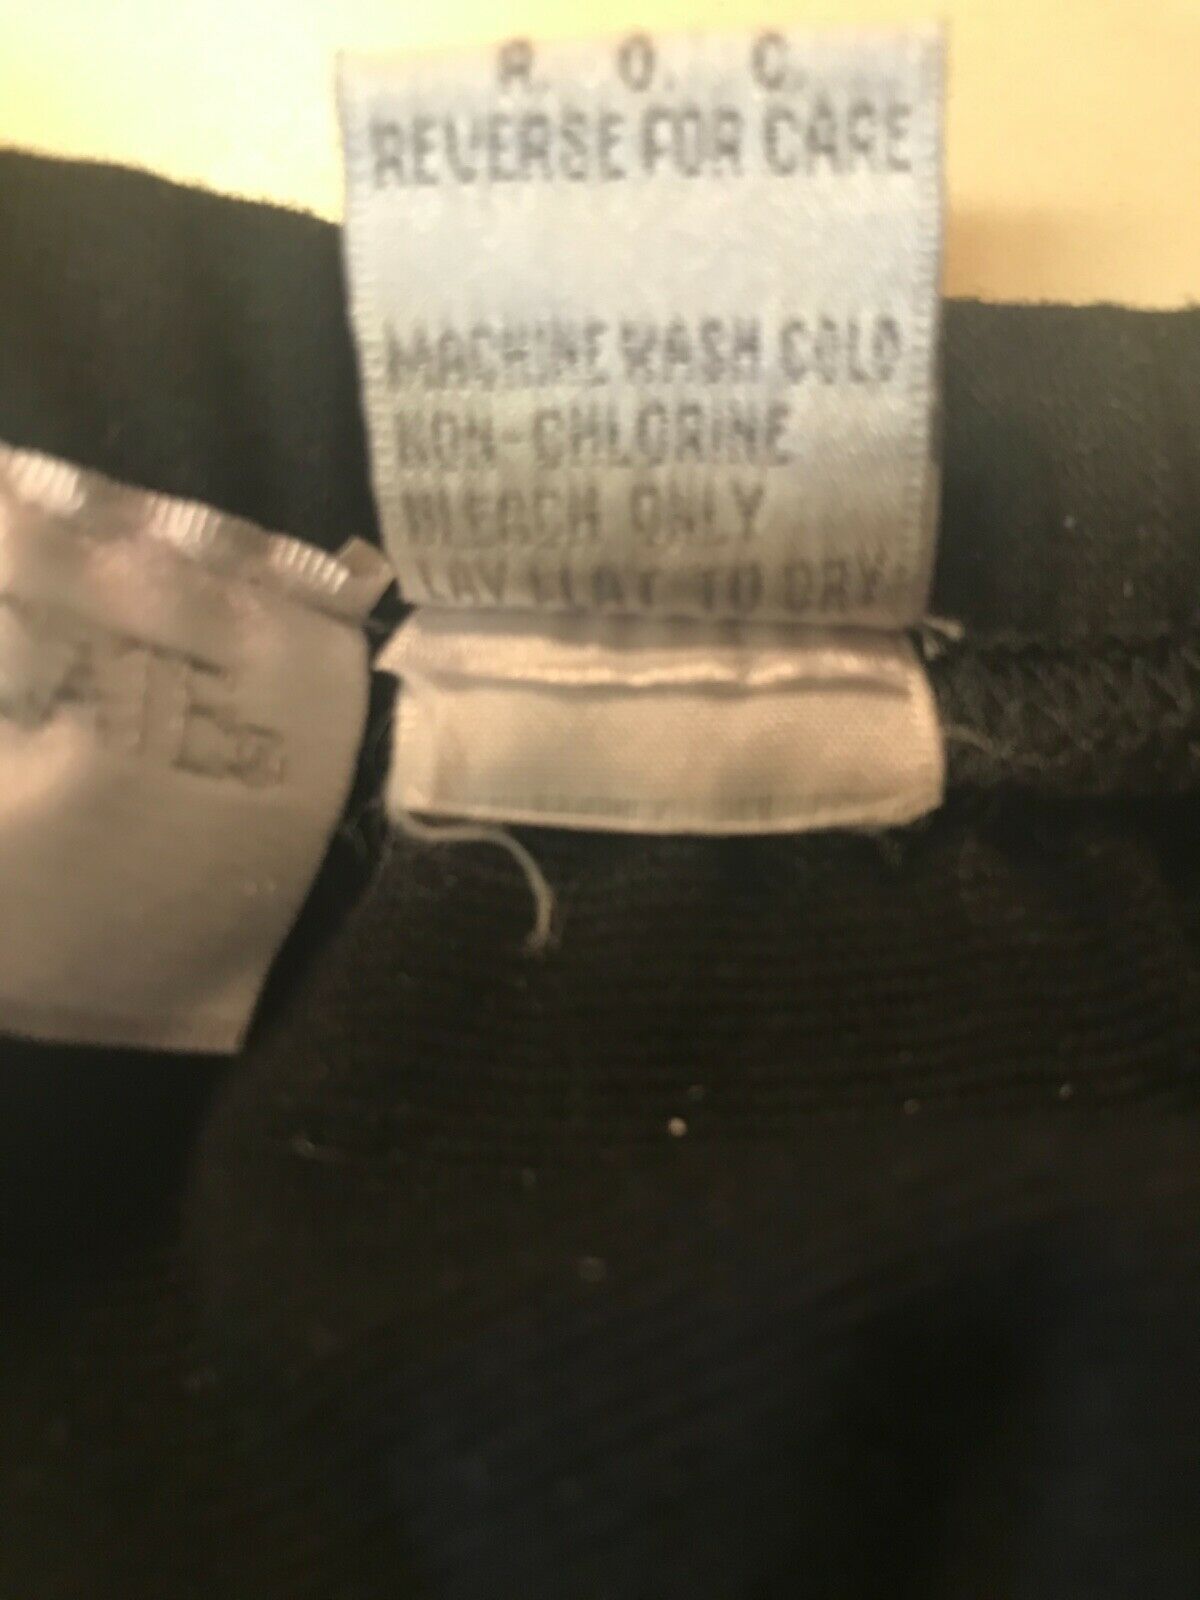 R. O. C.
REVERSE FOR CARE
MACHINE WASH COLD
NON-CHLORINE
BLEACH ONLY
LAY FLAT TO DRY